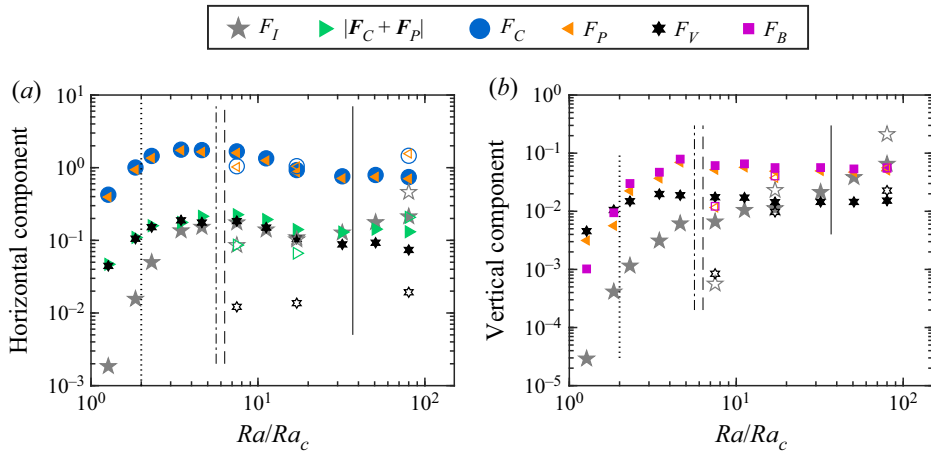 F_I |F_C + F_P| F_C F_P F_V F_B
(a)
(b)
Horizontal component
10^1
10^0
10^−1
10^−2
10^−3
10^0 10^1 10^2
Ra/Ra_c
Vertical component
10^0
10^−1
10^−2
10^−3
10^−4
10^−5
10^0 10^1 10^2
Ra/Ra_c